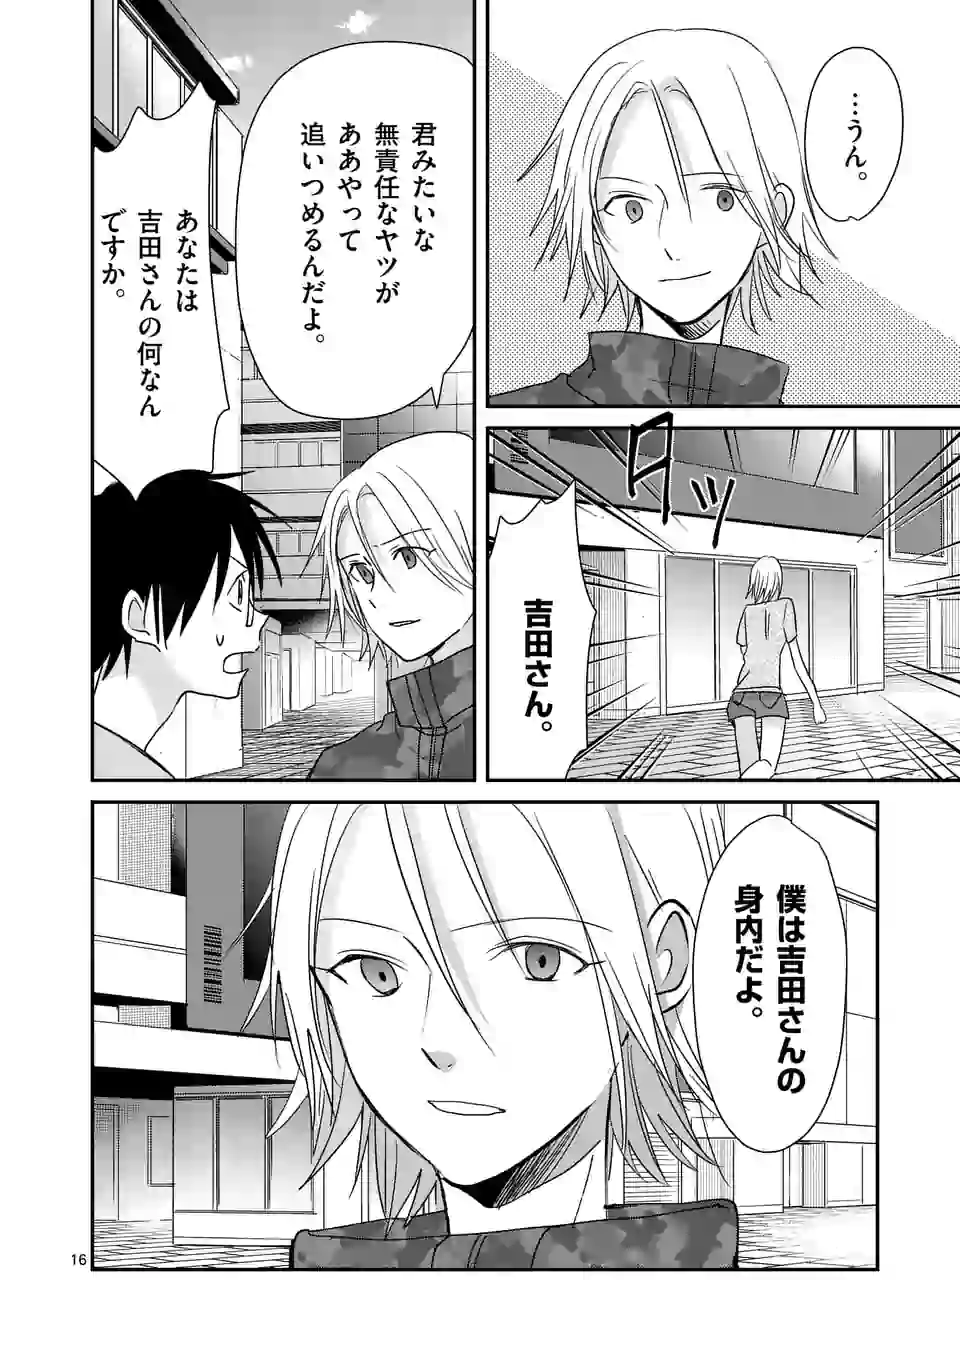 …うん。
ダッ
吉田さん。
君みたいな
無責任なヤツが
ああやって
追いつめるんだよ。
あなたは
吉田さんの何なん
ですか。
僕は吉田さんの
身内だよ。
16